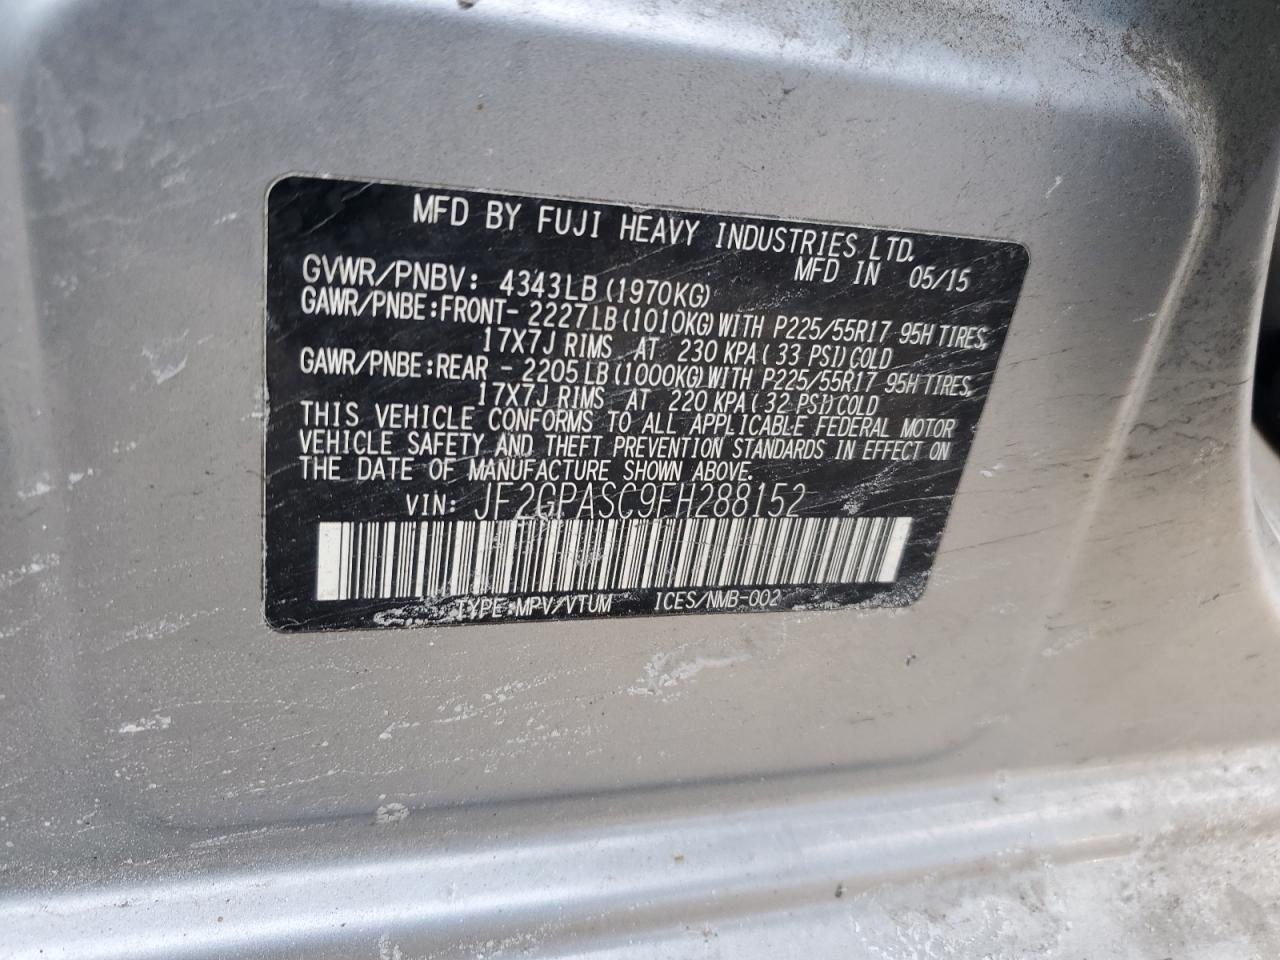 MFD BY FUJI HEAVY INDUSTRIES LTD.
MFD IN 05/15
GVWR/PNBV: 4343LB (1970KG)
GAWR/PNBE:FRONT- 2227LB (1010KG) WITH P225/55R17 95H TIRES,
17X7J RIMS AT 230 KPA( 33 PSI) COLD
GAWR/PNBE:REAR - 2205LB (1000KG) WITH P225/55R17 95H TIRES,
17X7J RIMS AT 220 KPA( 32 PSI) COLD
THIS VEHICLE CONFORMS TO ALL APPLICABLE FEDERAL MOTOR
VEHICLE SAFETY AND THEFT PREVENTION STANDARDS IN EFFECT ON
THE DATE OF MANUFACTURE SHOWN ABOVE.
VIN: JF2GPASC9FH288152
TYPE:MPV/VTUM ICES/NMB-002